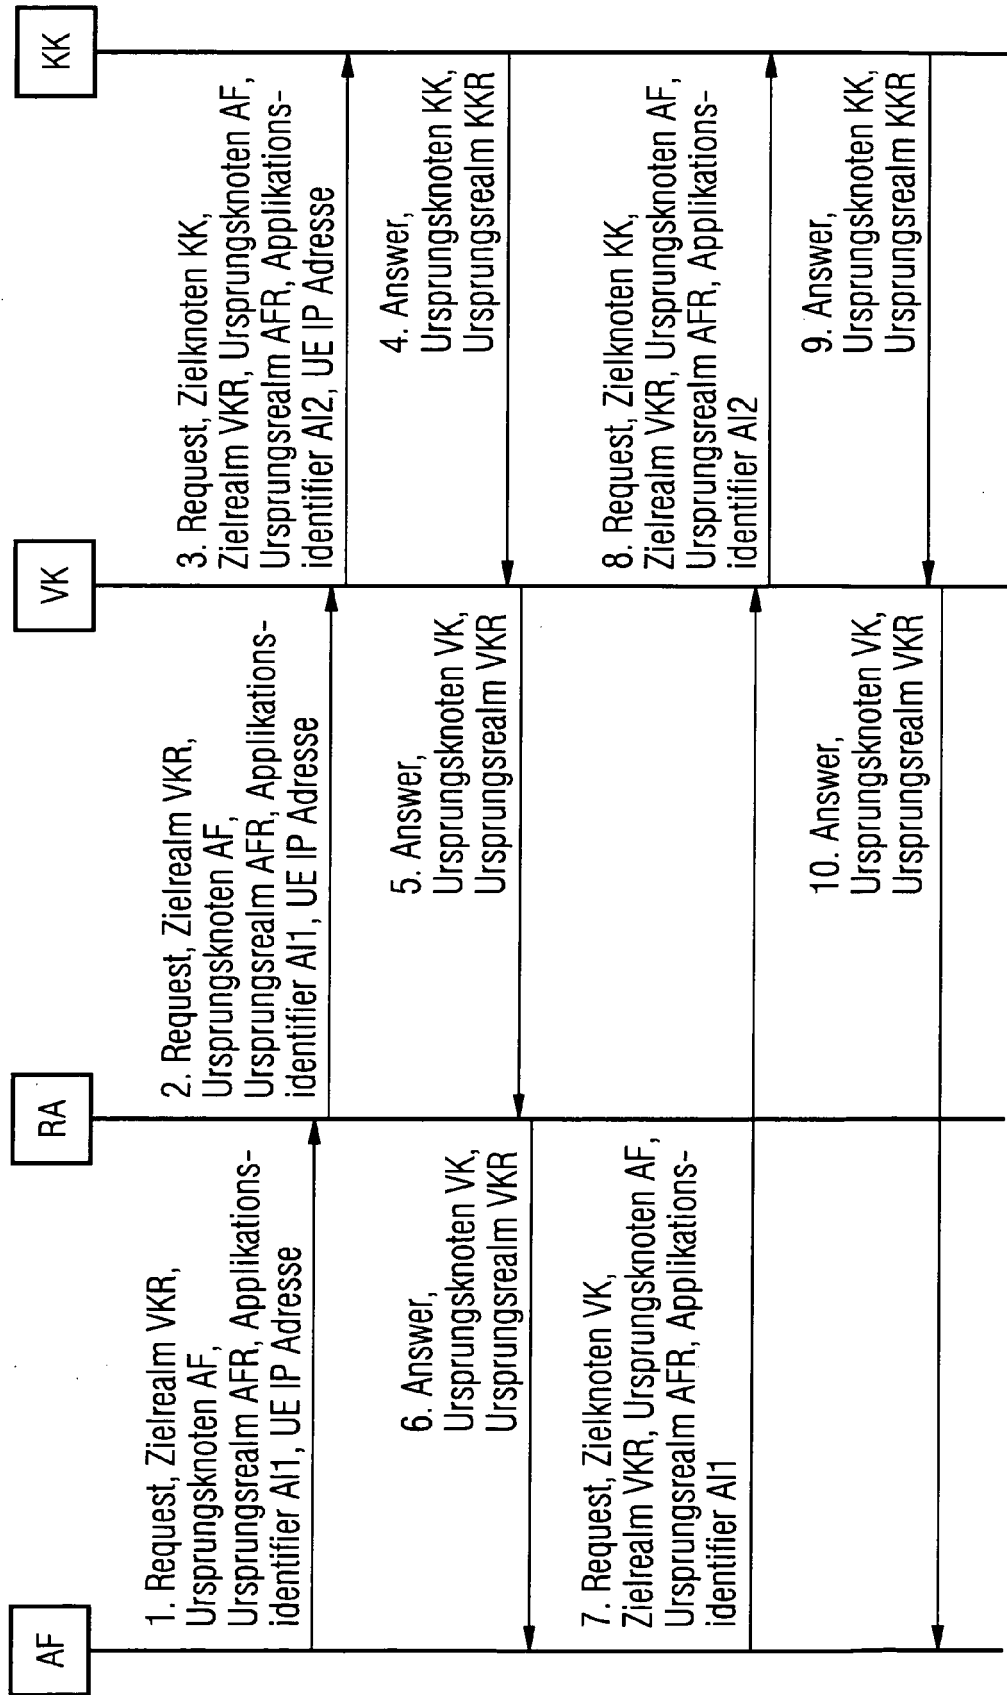 AF
RA
VK
KK
1. Request, Zielrealm VKR,
Ursprungsknoten AF,
Ursprungsrealm AFR, Applikations-
identifier AI1, UE IP Adresse
2. Request, Zielrealm VKR,
Ursprungsknoten AF,
Ursprungsrealm AFR, Applikations-
identifier AI1, UE IP Adresse
3. Request, Zielknoten KK,
Zielrealm VKR, Ursprungsknoten AF,
Ursprungsrealm AFR, Applikations-
identifier AI2, UE IP Adresse
4. Answer,
Ursprungsknoten KK,
Ursprungsrealm KKR
5. Answer,
Ursprungsknoten VK,
Ursprungsrealm VKR
6. Answer,
Ursprungsknoten VK,
Ursprungsrealm VKR
7. Request, Zielknoten VK,
Zielrealm VKR, Ursprungsknoten AF,
Ursprungsrealm AFR, Applikations-
identifier AI1
8. Request, Zielknoten KK,
Zielrealm VKR, Ursprungsknoten AF,
Ursprungsrealm AFR, Applikations-
identifier AI2
9. Answer,
Ursprungsknoten KK,
Ursprungsrealm KKR
10. Answer,
Ursprungsknoten VK,
Ursprungsrealm VKR